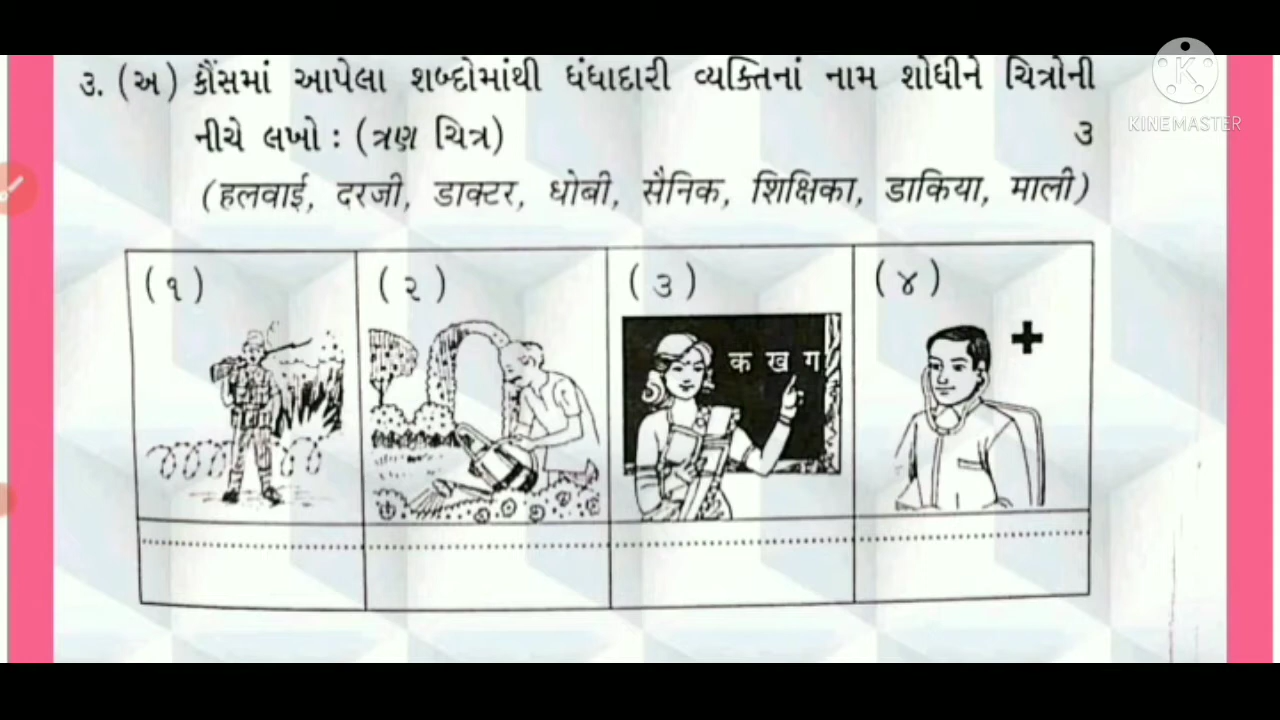 ૩. (અ) કૌંસમાં આપેલા શબ્દોમાંથી ધંધાદારી વ્યક્તિનાં નામ શોધીને ચિત્રોની
નીચે લખો : (ત્રણ ચિત્ર) ૩
(हलवाई, दरजी, डाक्टर, धोबी, सैनिक, शिक्षिका, डाकिया, माली)
(१) (२) (३) (४)
क ख ग
K
KINEMASTER